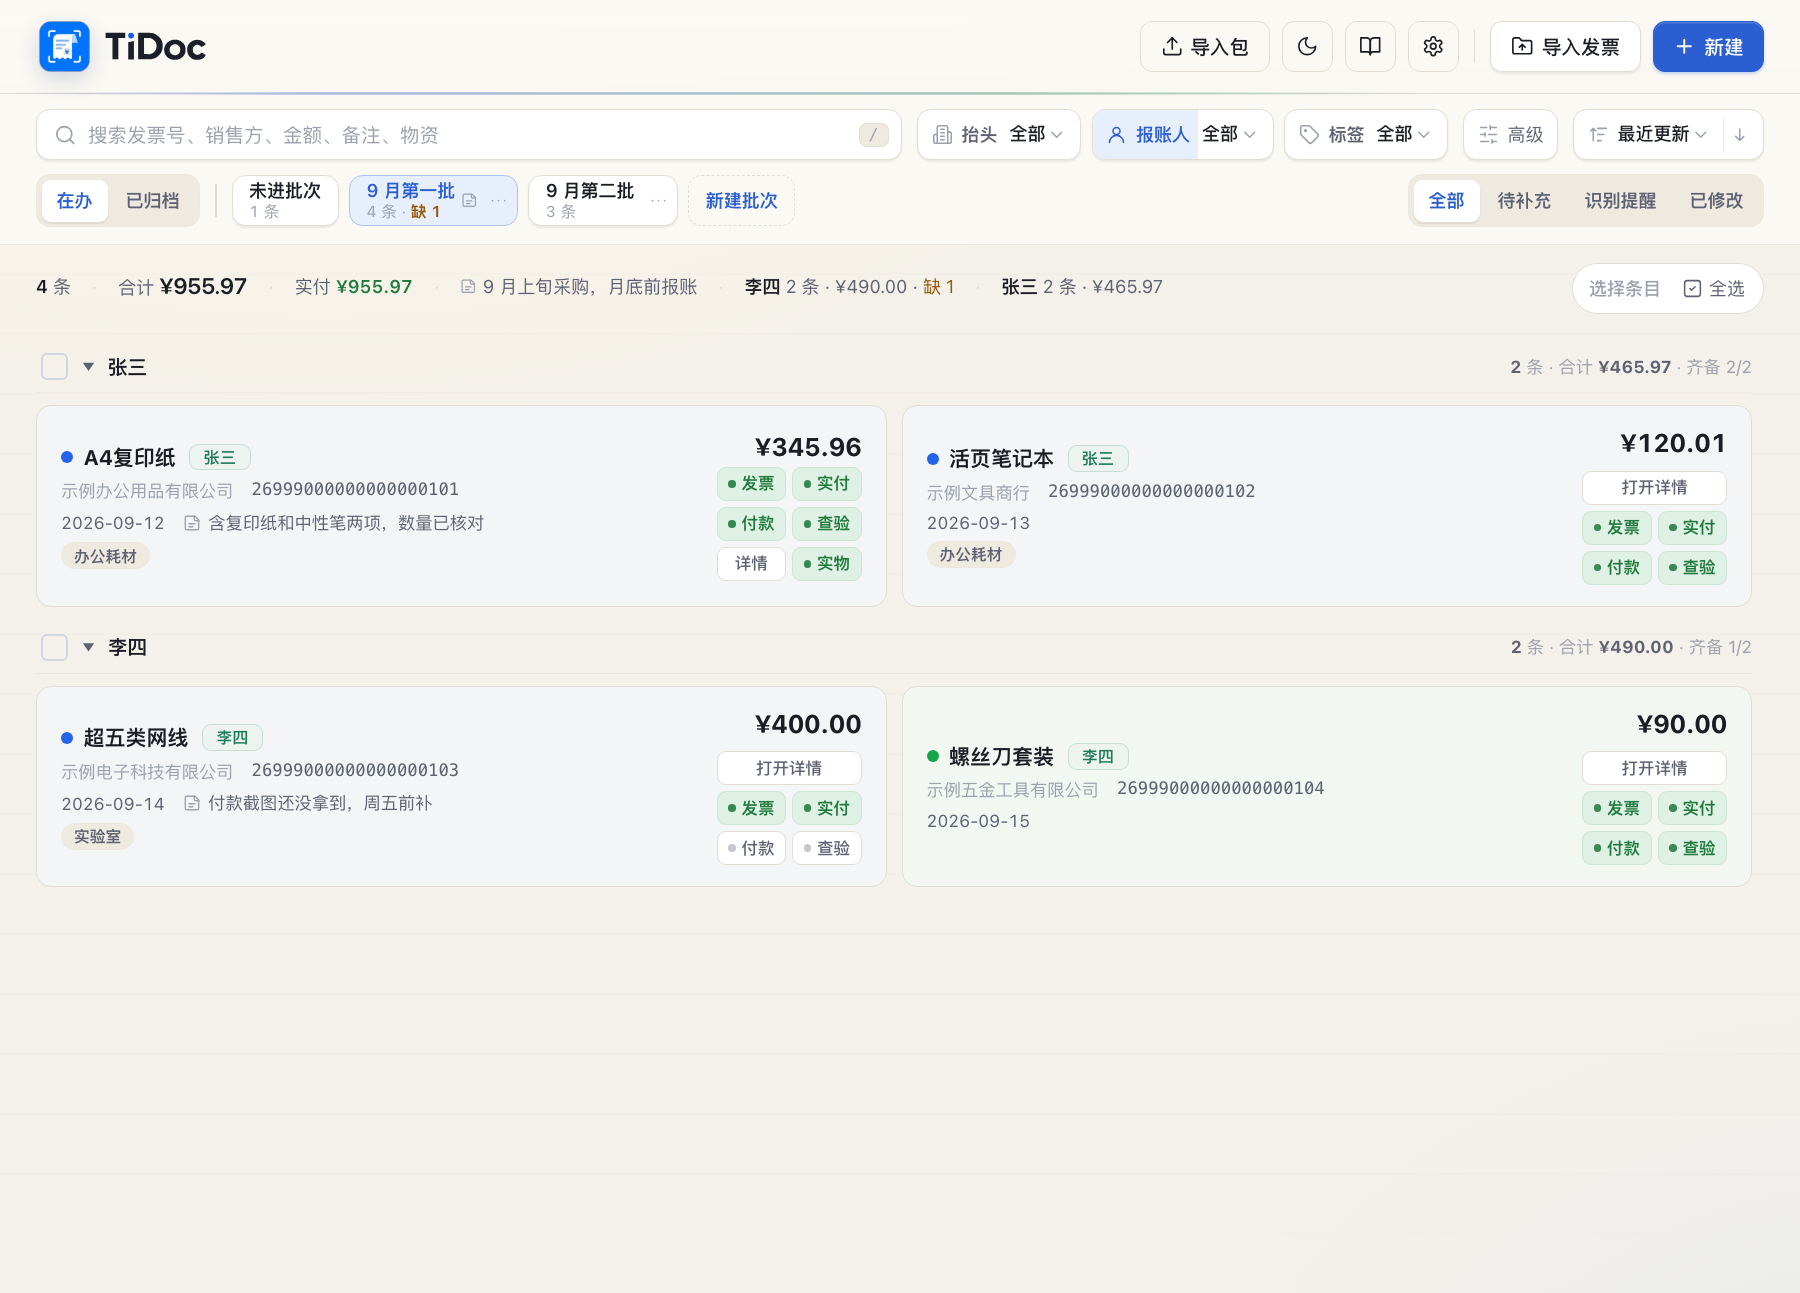 TiDoc
导入包
导入发票
新建
搜索发票号、销售方、金额、备注、物资 /
抬头 全部
报账人 全部
标签 全部
高级
最近更新
在办 已归档
未进批次
1 条
9 月第一批
4 条 · 缺 1
9 月第二批
3 条
新建批次
全部 待补充 识别提醒 已修改
4 条 · 合计 ¥955.97 · 实付 ¥955.97 · 9 月上旬采购，月底前报账 · 李四 2 条 · ¥490.00 · 缺 1 · 张三 2 条 · ¥465.97
选择条目 全选
张三
2 条 · 合计 ¥465.97 · 齐备 2/2
A4复印纸 张三
示例办公用品有限公司 26999000000000000101
2026-09-12 含复印纸和中性笔两项，数量已核对
办公耗材
¥345.96
发票 实付
付款 查验
详情 实物
活页笔记本 张三
示例文具商行 26999000000000000102
2026-09-13
办公耗材
¥120.01
打开详情
发票 实付
付款 查验
李四
2 条 · 合计 ¥490.00 · 齐备 1/2
超五类网线 李四
示例电子科技有限公司 26999000000000000103
2026-09-14 付款截图还没拿到，周五前补
实验室
¥400.00
打开详情
发票 实付
付款 查验
螺丝刀套装 李四
示例五金工具有限公司 26999000000000000104
2026-09-15
¥90.00
打开详情
发票 实付
付款 查验